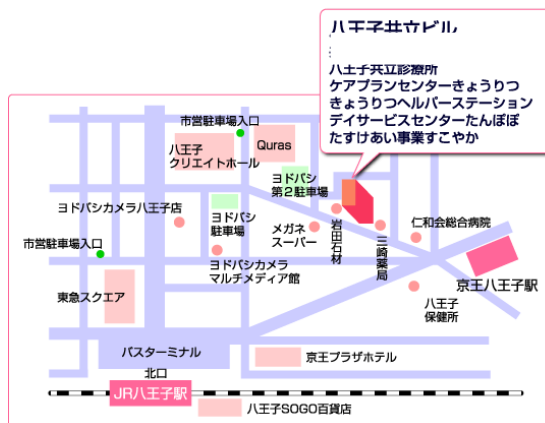 八王子共立ビル
八王子共立診療所
ケアプランセンターきょうりつ
きょうりつヘルパーステーション
デイサービスセンターたんぽぽ
たすけあい事業すこやか
市営駐車場入口
八王子
クリエイトホール
Quras
ヨドバシ
第2駐車場
ヨドバシカメラ八王子店
ヨドバシ
駐車場
メガネ
スーパー
岩田石材
三崎薬局
仁和会総合病院
市営駐車場入口
ヨドバシカメラ
マルチメディア館
京王八王子駅
東急スクエア
八王子
保健所
バスターミナル
京王プラザホテル
北口
JR八王子駅
八王子SOGO百貨店